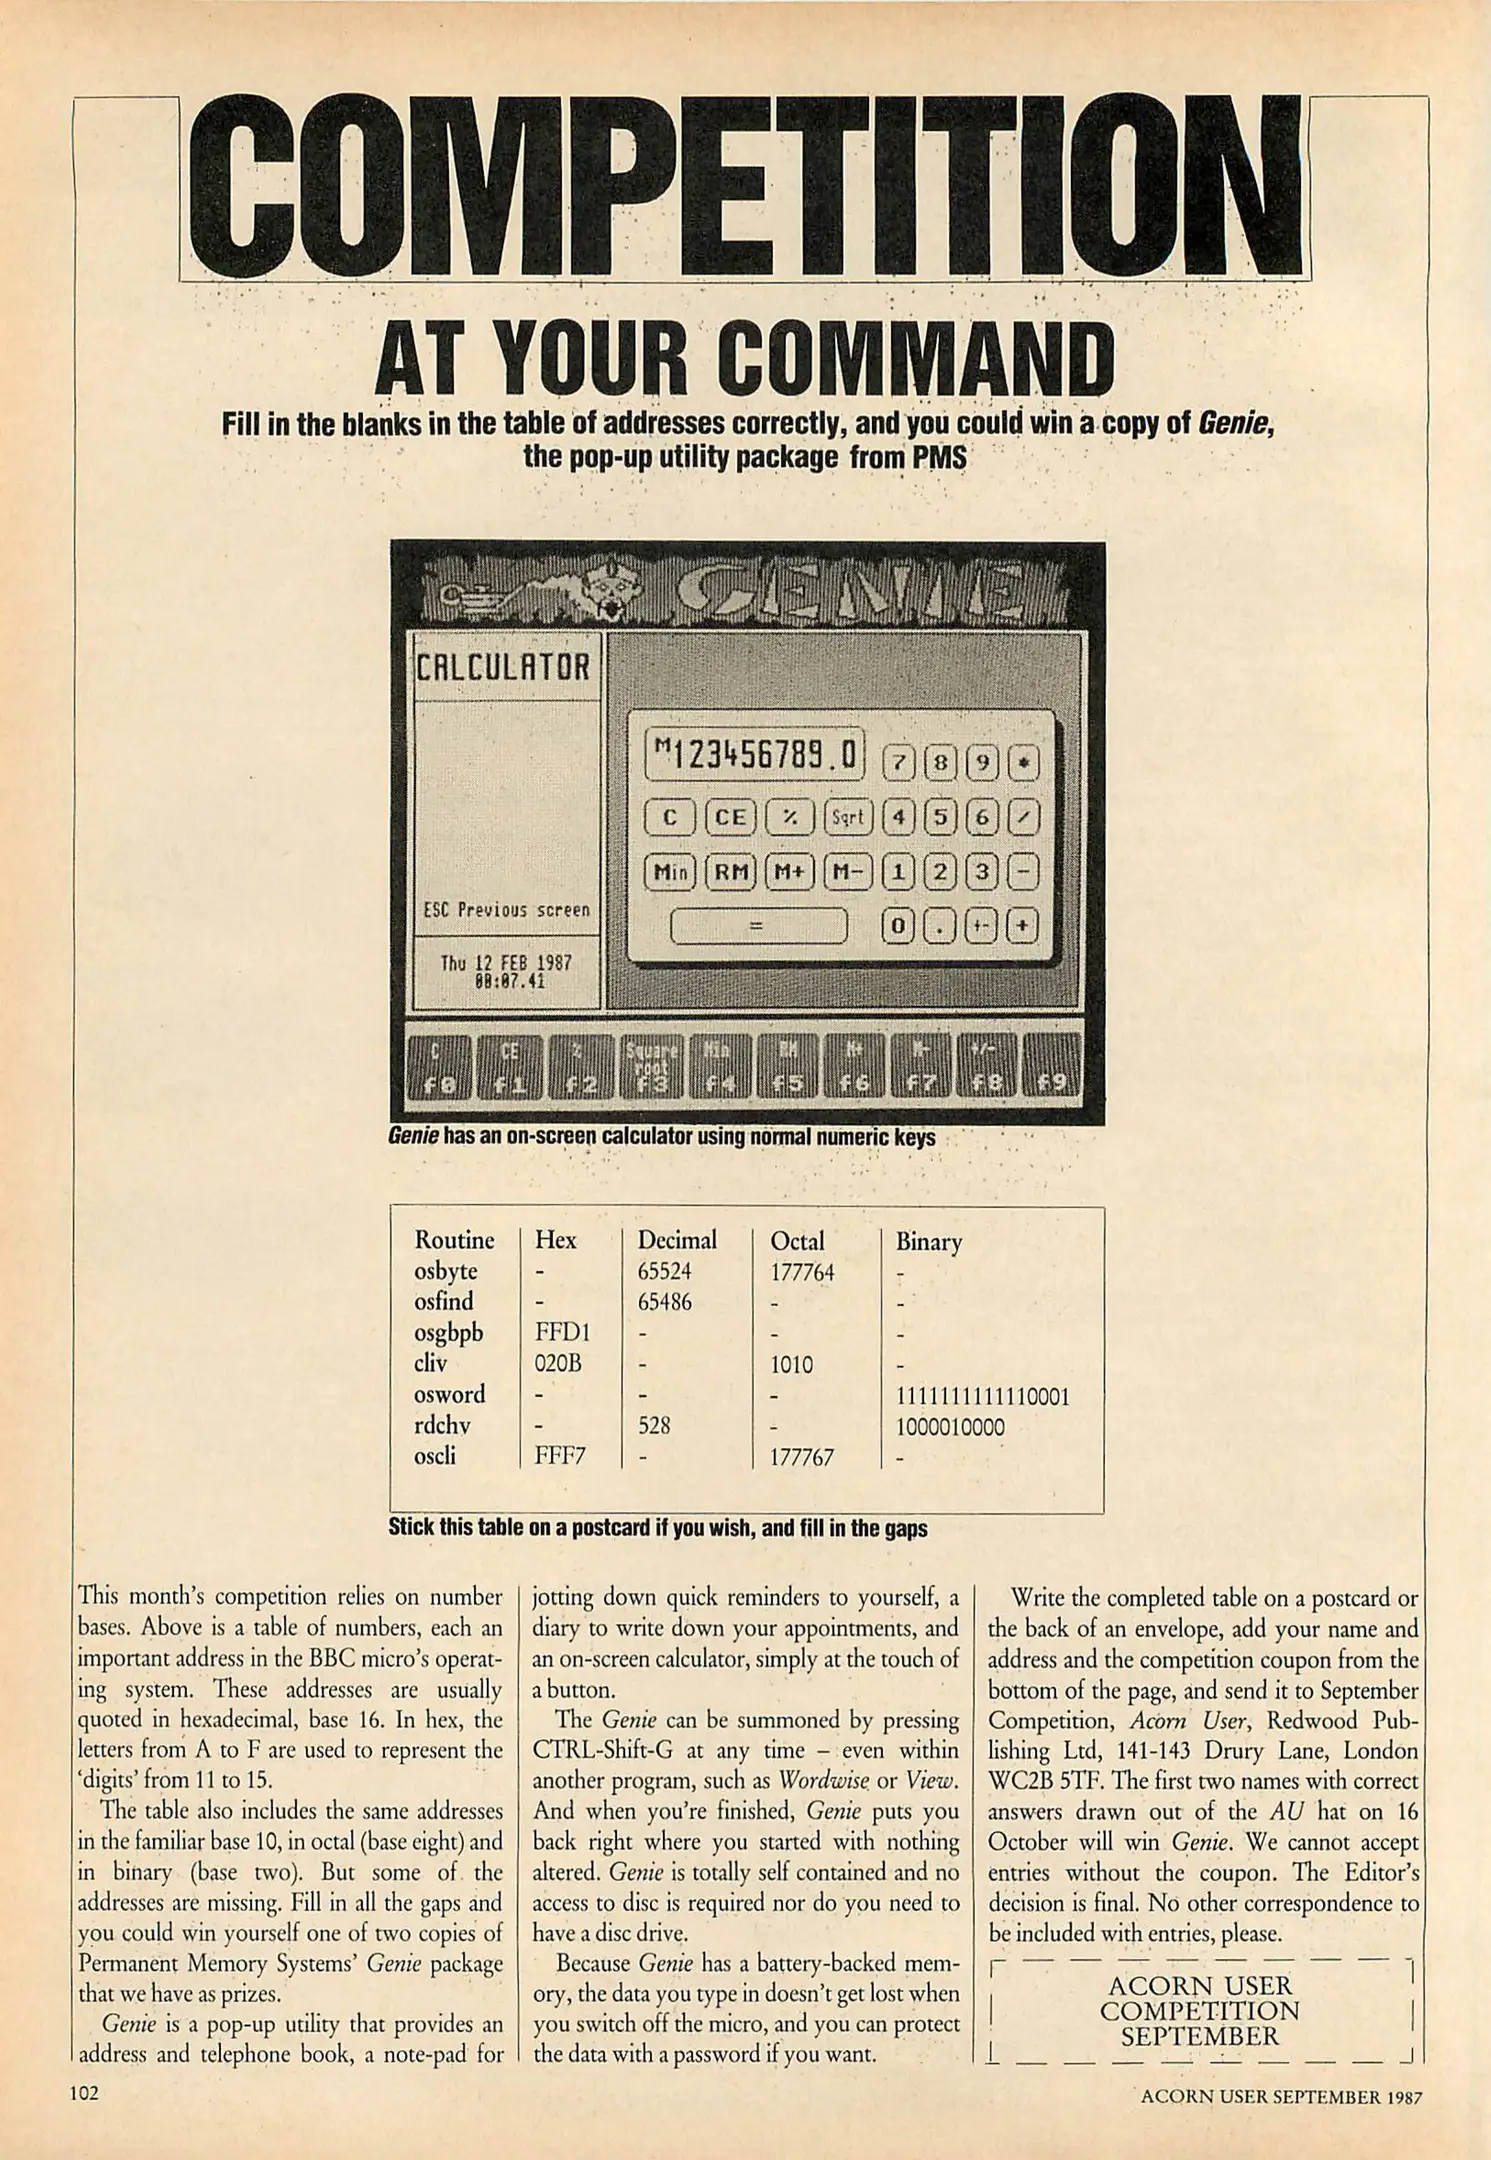 COMPETITION
AT YOUR COMMAND
Fill in the blanks in the table of addresses correctly, and you could win a copy of Genie,
the pop-up utility package from PMS
GENIE
CALCULATOR
M123456789.0 7 8 9 *
C CE % Sqrt 4 5 6 /
Min RM M+ M- 1 2 3 -
= 0 . +- +
ESC Previous screen
Thu 12 FEB 1987
00:07.41
C CE % Square root Min RM M+ M- +/-
f0 f1 f2 f3 f4 f5 f6 f7 f8 f9
Genie has an on-screen calculator using normal numeric keys
Routine Hex Decimal Octal Binary
osbyte - 65524 177764 -
osfind - 65486 - -
osgbpb FFD1 - - -
cliv 020B - 1010 -
osword - - - 1111111111110001
rdchv - 528 - 1000010000
oscli FFF7 - 177767 -
Stick this table on a postcard if you wish, and fill in the gaps
This month's competition relies on number
bases. Above is a table of numbers, each an
important address in the BBC micro's operat-
ing system. These addresses are usually
quoted in hexadecimal, base 16. In hex, the
letters from A to F are used to represent the
'digits' from 11 to 15.
The table also includes the same addresses
in the familiar base 10, in octal (base eight) and
in binary (base two). But some of the
addresses are missing. Fill in all the gaps and
you could win yourself one of two copies of
Permanent Memory Systems' Genie package
that we have as prizes.
Genie is a pop-up utility that provides an
address and telephone book, a note-pad for
jotting down quick reminders to yourself, a
diary to write down your appointments, and
an on-screen calculator, simply at the touch of
a button.
The Genie can be summoned by pressing
CTRL-Shift-G at any time – even within
another program, such as Wordwise or View.
And when you're finished, Genie puts you
back right where you started with nothing
altered. Genie is totally self contained and no
access to disc is required nor do you need to
have a disc drive.
Because Genie has a battery-backed mem-
ory, the data you type in doesn't get lost when
you switch off the micro, and you can protect
the data with a password if you want.
Write the completed table on a postcard or
the back of an envelope, add your name and
address and the competition coupon from the
bottom of the page, and send it to September
Competition, Acorn User, Redwood Pub-
lishing Ltd, 141-143 Drury Lane, London
WC2B 5TF. The first two names with correct
answers drawn out of the AU hat on 16
October will win Genie. We cannot accept
entries without the coupon. The Editor's
decision is final. No other correspondence to
be included with entries, please.
ACORN USER
COMPETITION
SEPTEMBER
102
ACORN USER SEPTEMBER 1987